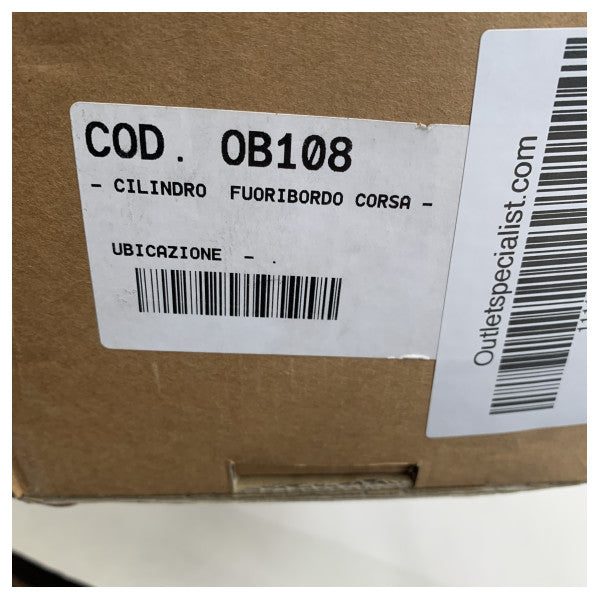 COD. OB108
- CILINDRO FUORIBORDO CORSA -
UBICAZIONE - .
Outletspecialist.com